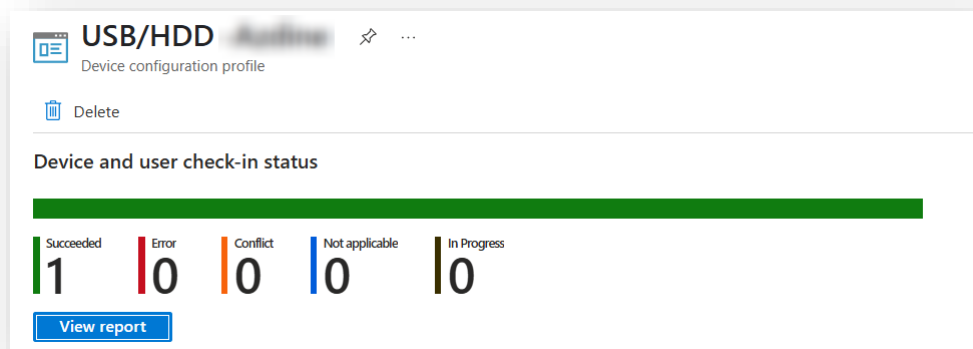 USB/HDD
Device configuration profile
Delete
Device and user check-in status
Succeeded Error Conflict Not applicable In Progress
1 0 0 0 0
View report